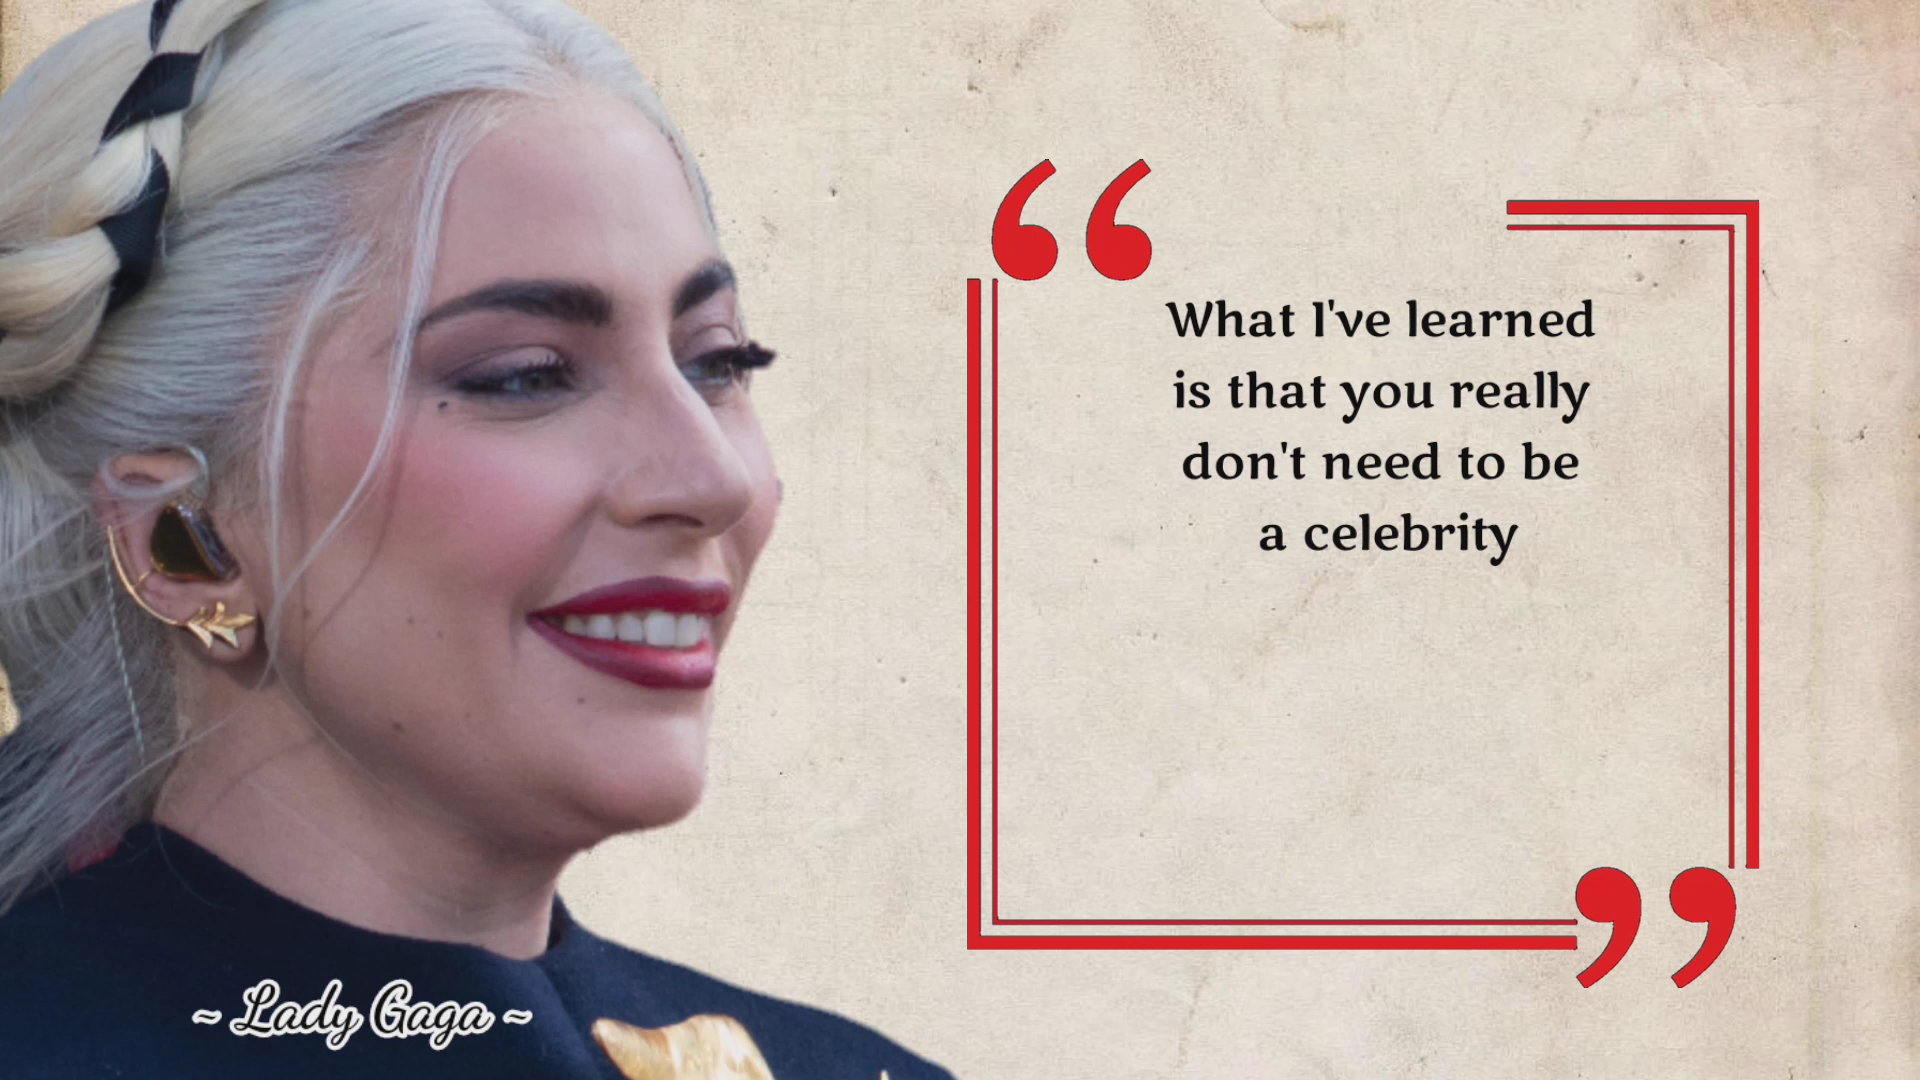 What I've learned
is that you really
don't need to be
a celebrity
~ Lady Gaga ~